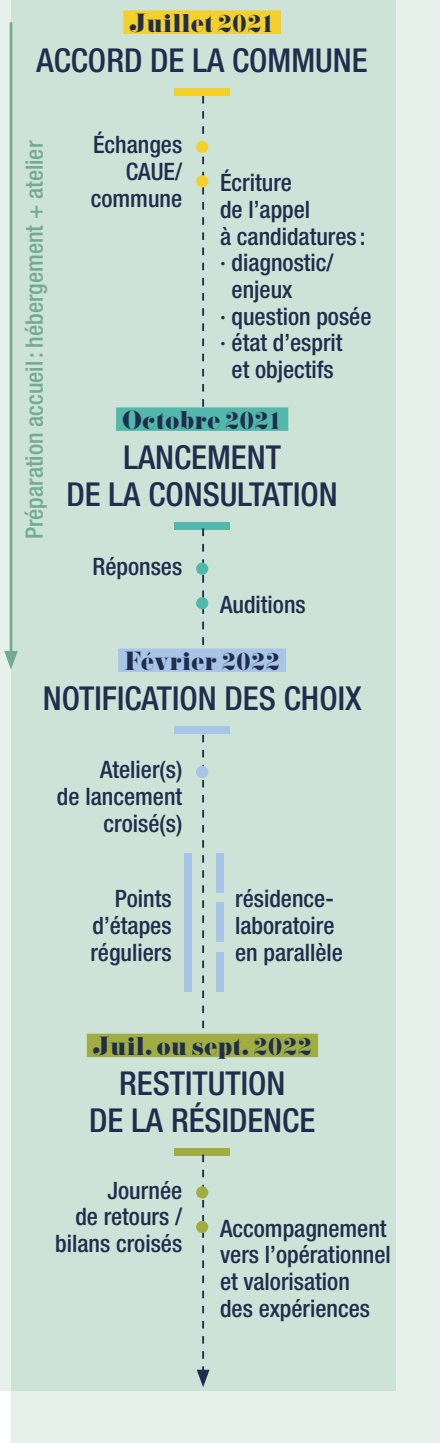 Juillet 2021
ACCORD DE LA COMMUNE
Préparation accueil : hébergement + atelier
Échanges
CAUE/
commune
Écriture
de l’appel
à candidatures :
· diagnostic/
enjeux
· question posée
· état d’esprit
et objectifs
Octobre 2021
LANCEMENT
DE LA CONSULTATION
Réponses
Auditions
Février 2022
NOTIFICATION DES CHOIX
Atelier(s)
de lancement
croisé(s)
Points
d’étapes
réguliers
résidence-
laboratoire
en parallèle
Juil. ou sept. 2022
RESTITUTION
DE LA RÉSIDENCE
Journée
de retours /
bilans croisés
Accompagnement
vers l’opérationnel
et valorisation
des expériences